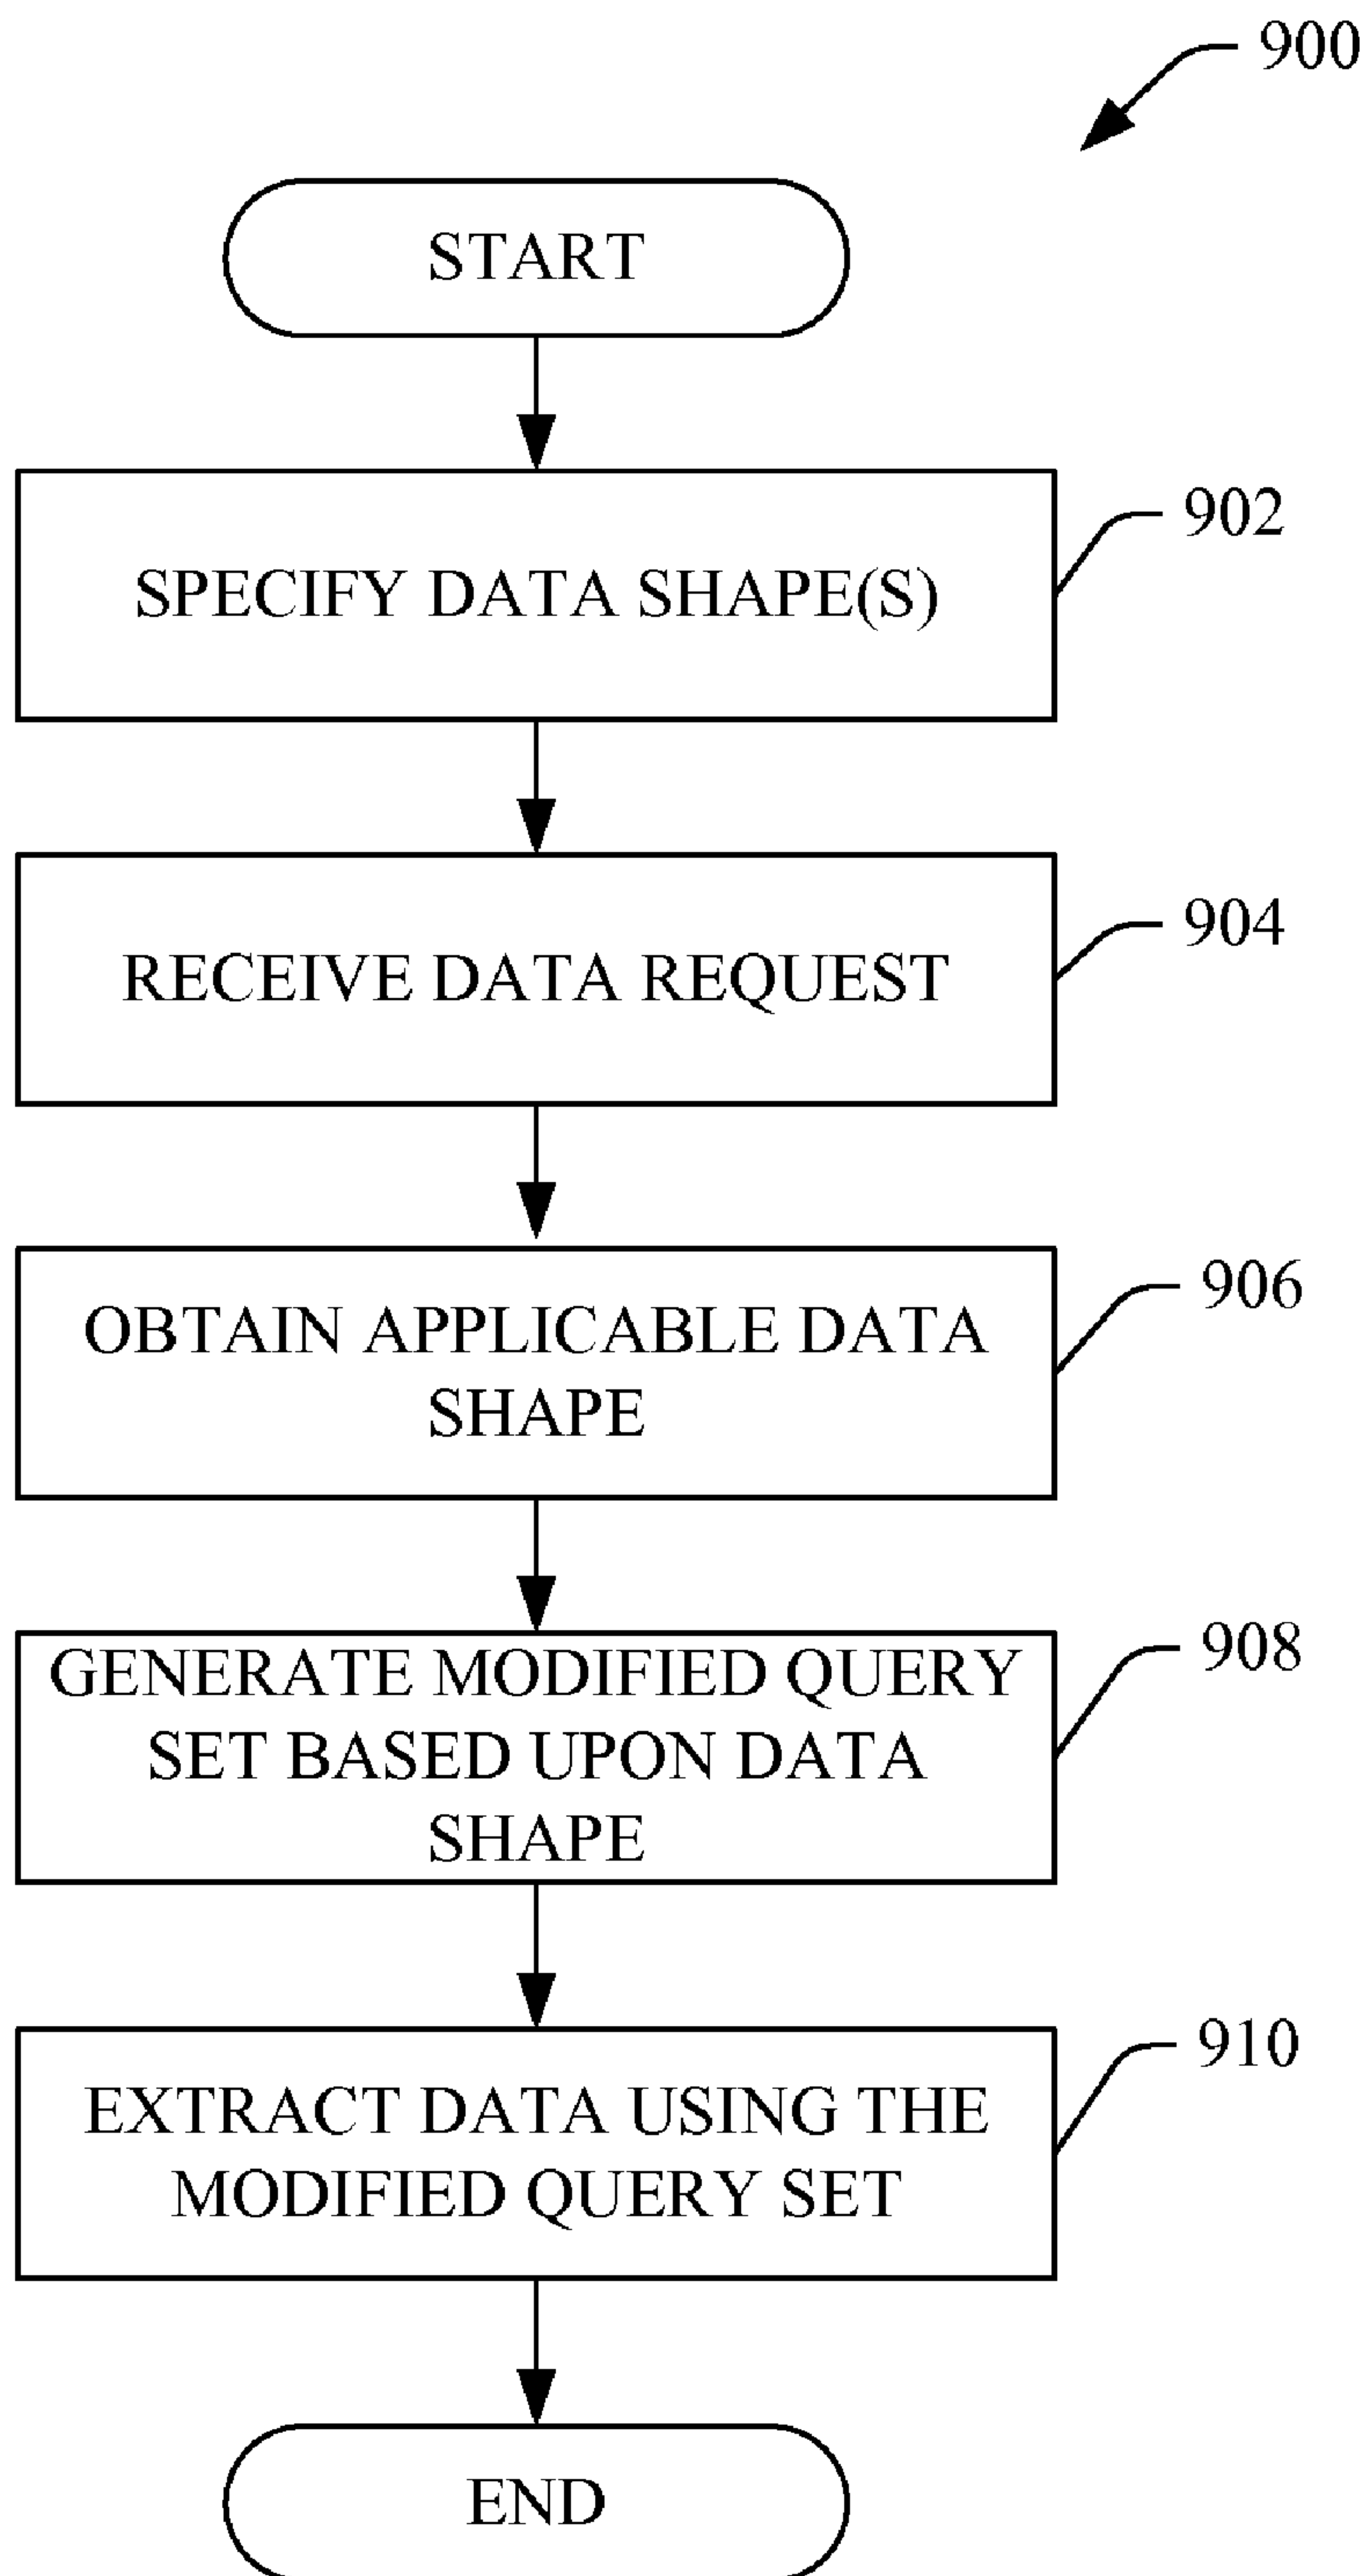 900
START
902
SPECIFY DATA SHAPE(S)
904
RECEIVE DATA REQUEST
906
OBTAIN APPLICABLE DATA
SHAPE
908
GENERATE MODIFIED QUERY
SET BASED UPON DATA
SHAPE
910
EXTRACT DATA USING THE
MODIFIED QUERY SET
END